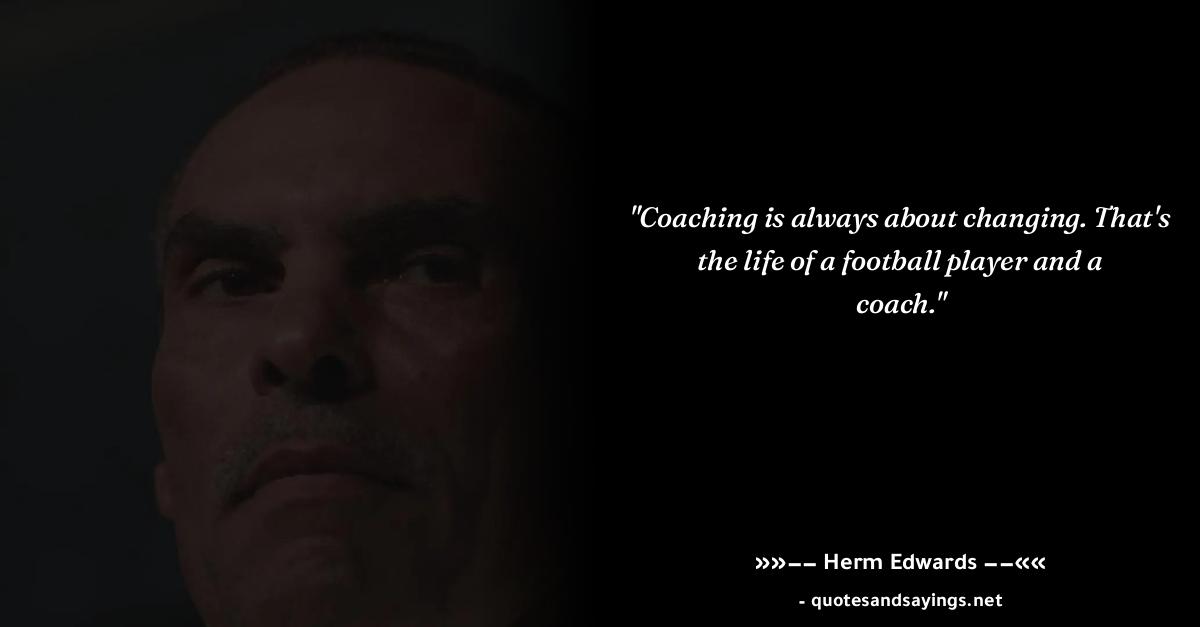 "Coaching is always about changing. That's
the life of a football player and a
coach."
»»−− Herm Edwards −−««
- quotesandsayings.net